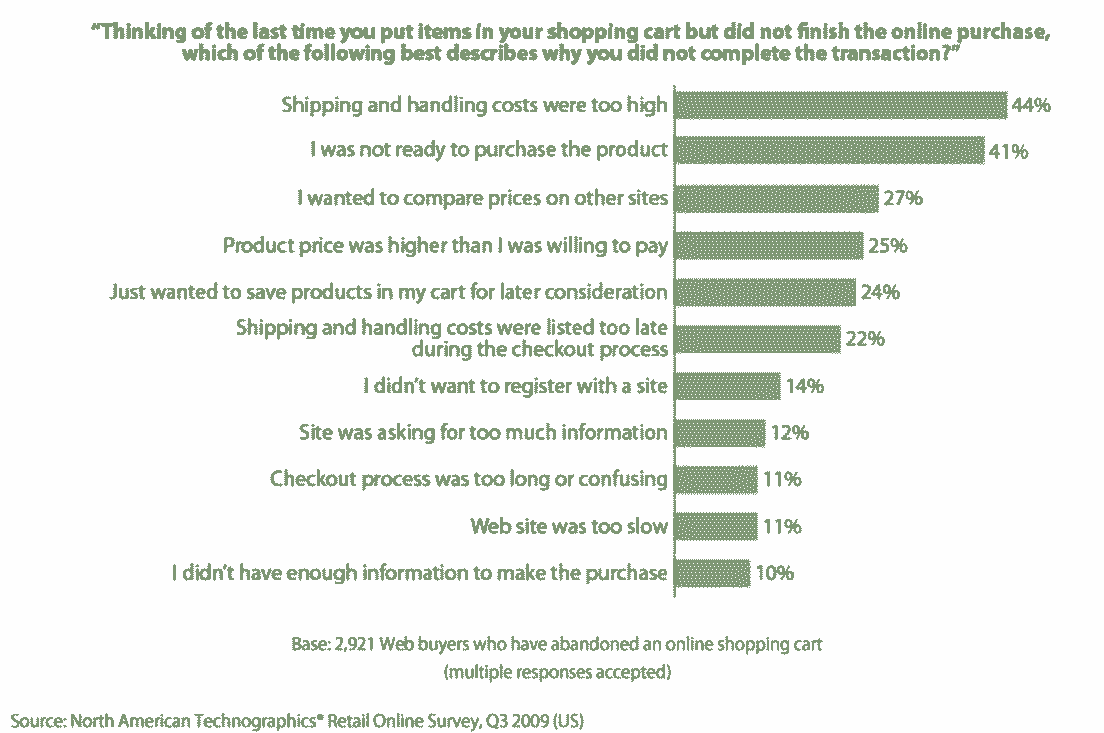 “Thinking of the last time you put items in your shopping cart but did not finish the online purchase,
which of the following best describes why you did not complete the transaction?”
Shipping and handling costs were too high 44%
I was not ready to purchase the product 41%
I wanted to compare prices on other sites 27%
Product price was higher than I was willing to pay 25%
Just wanted to save products in my cart for later consideration 24%
Shipping and handling costs were listed too late
during the checkout process 22%
I didn’t want to register with a site 14%
Site was asking for too much information 12%
Checkout process was too long or confusing 11%
Web site was too slow 11%
I didn’t have enough information to make the purchase 10%
Base: 2,921 Web buyers who have abandoned an online shopping cart
(multiple responses accepted)
Source: North American Technographics® Retail Online Survey, Q3 2009 (US)